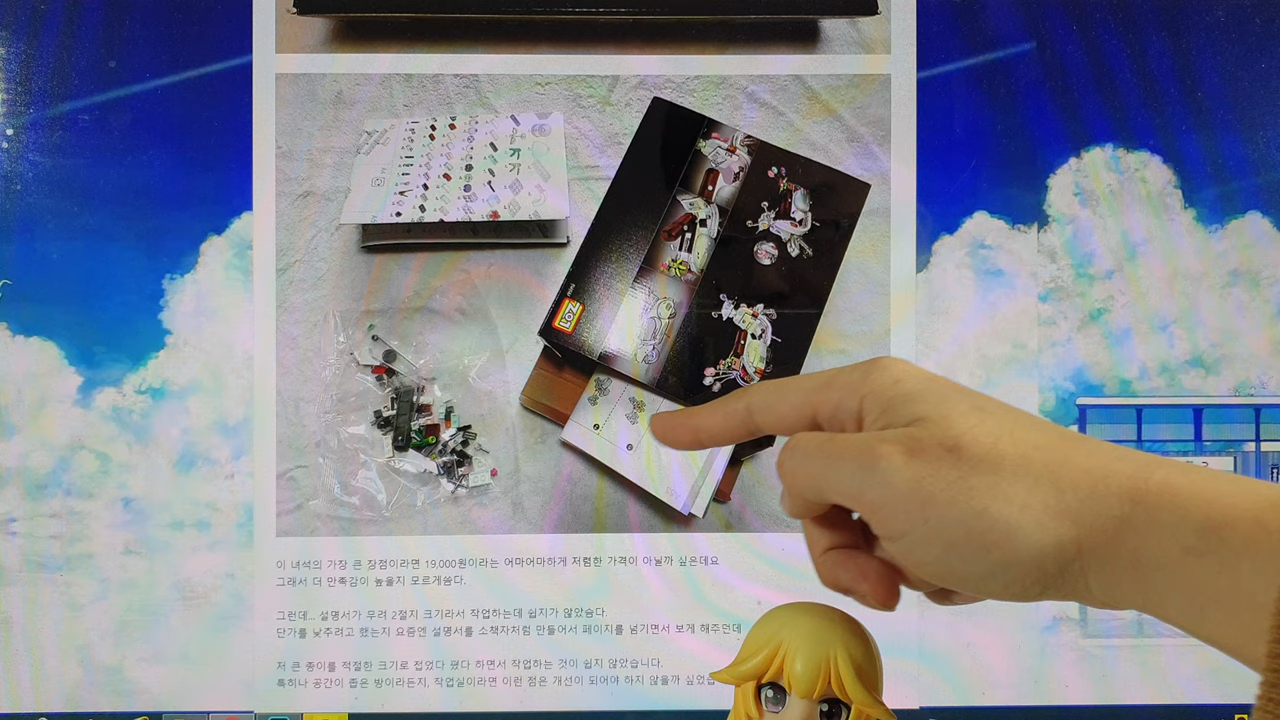 LOZ
mini
이 녀석의 가장 큰 장점이라면 19,000원이라는 어마어마하게 저렴한 가격이 아닐까 싶은데요
그래서 더 만족감이 높을지 모르게씀다.
그런데... 설명서가 무려 2절지 크기라서 작업하는데 쉽지가 않았슴다.
단가를 낮추려고 했는지 요즘엔 설명서를 소책자처럼 만들어서 페이지를 넘기면서 보게 해주던데
저 큰 종이를 적절한 크기로 접었다 폈다 하면서 작업하는 것이 쉽지 않았습니다.
특히나 공간이 좁은 방이라든지, 작업실이라면 이런 점은 개선이 되어야 하지 않을까 싶었습